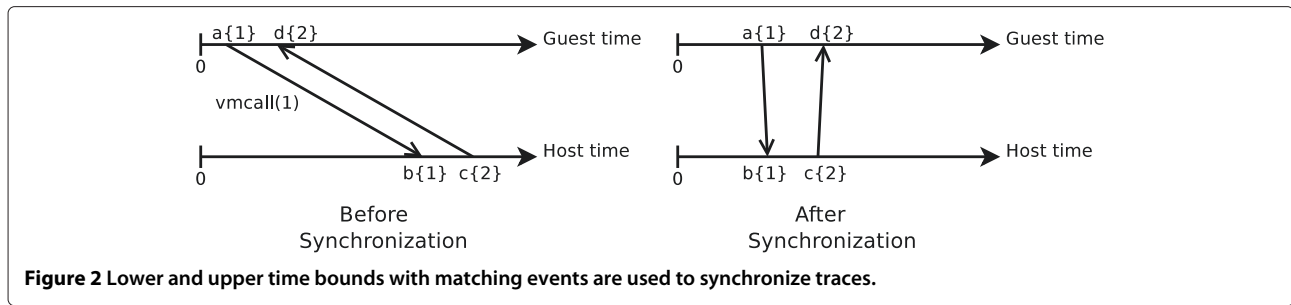 a{1} d{2}
Guest time
0
vmcall(1)
Host time
0
b{1} c{2}
Before
Synchronization
a{1} d{2}
Guest time
0
Host time
0
b{1} c{2}
After
Synchronization
Figure 2 Lower and upper time bounds with matching events are used to synchronize traces.